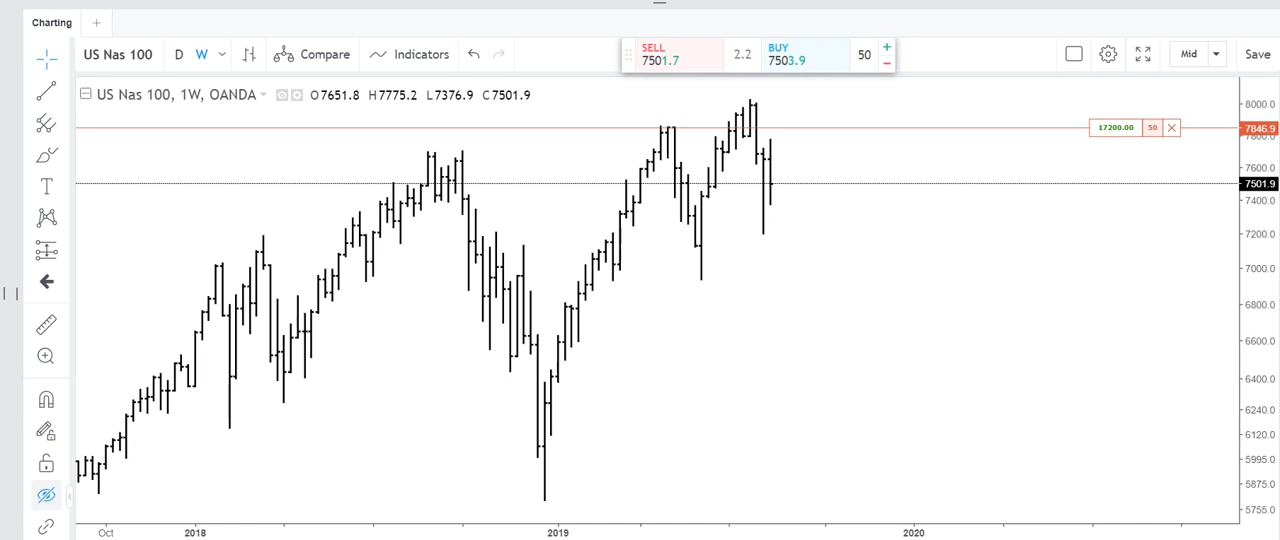 Charting +
US Nas 100 D W Compare Indicators
SELL
7501.7
2.2
BUY
7503.9
50 + −
Mid Save
US Nas 100, 1W, OANDA O7651.8 H7775.2 L7376.9 C7501.9
17200.00 50
T
8000.0
7846.9
7800.0
7600.0
7501.9
7400.0
7200.0
7000.0
6800.0
6600.0
6400.0
6240.0
6120.0
5995.0
5875.0
5755.0
Oct 2018 2019 2020